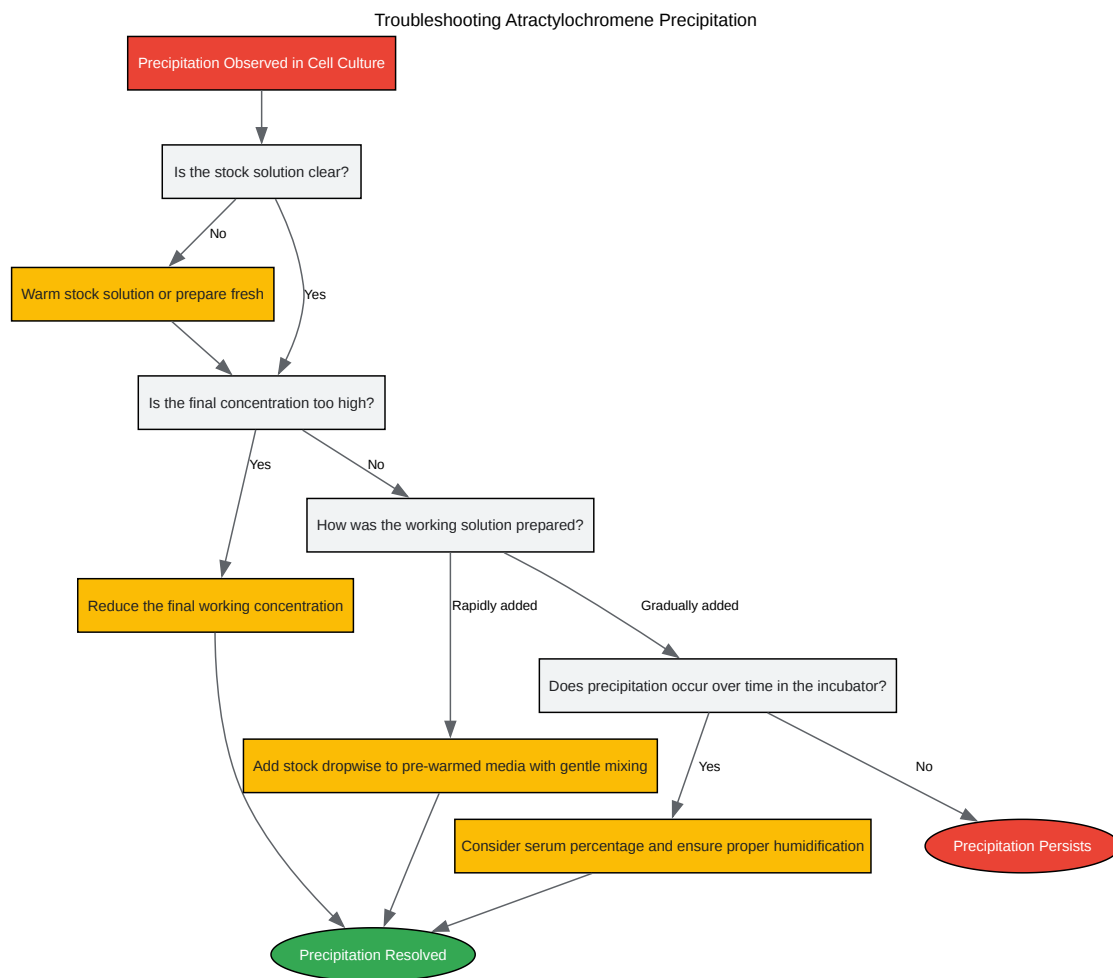 Troubleshooting Atractylochromene Precipitation
Precipitation Observed in Cell Culture
Is the stock solution clear?
No
Warm stock solution or prepare fresh
Yes
Is the final concentration too high?
Yes
No
How was the working solution prepared?
Reduce the final working concentration
Rapidly added
Gradually added
Does precipitation occur over time in the incubator?
Add stock dropwise to pre-warmed media with gentle mixing
Yes
No
Consider serum percentage and ensure proper humidification
Precipitation Persists
Precipitation Resolved